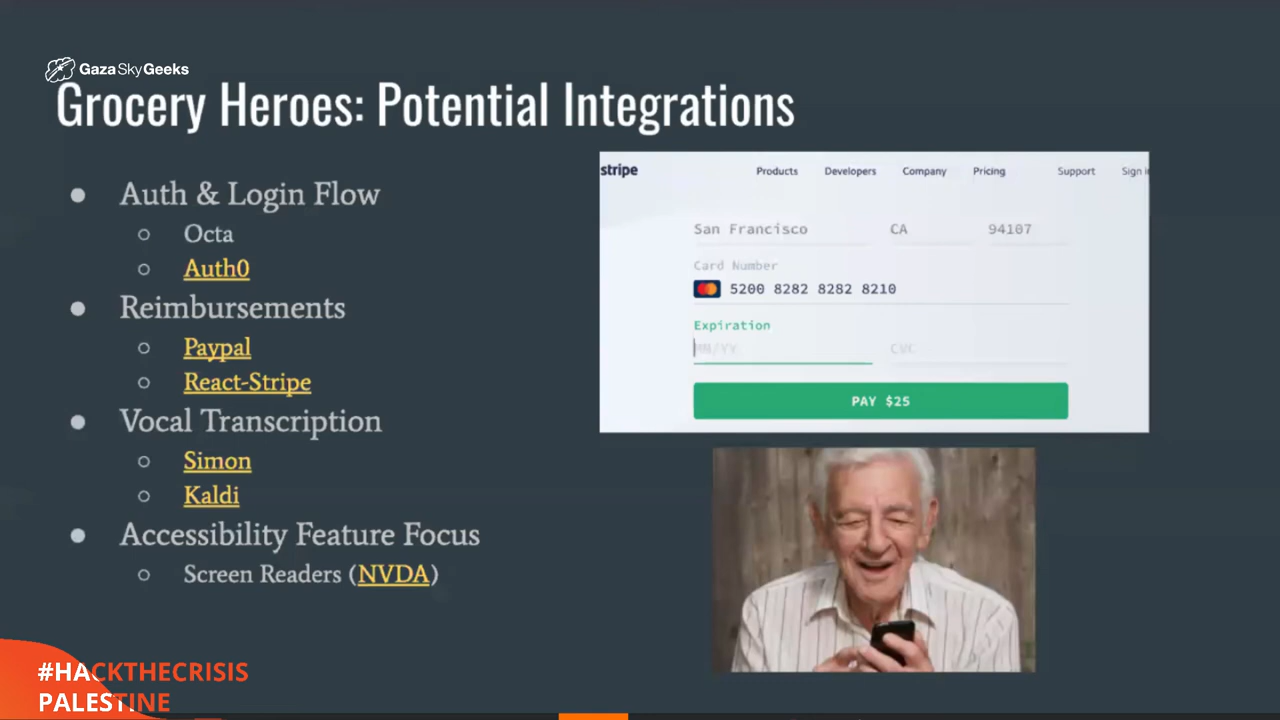 Gaza Sky Geeks
Grocery Heroes: Potential Integrations
Auth & Login Flow
Octa
Auth0
Reimbursements
Paypal
React-Stripe
Vocal Transcription
Simon
Kaldi
Accessibility Feature Focus
Screen Readers (NVDA)
stripe Products Developers Company Pricing Support Sign i
San Francisco CA 94107
Card Number
5200 8282 8282 8210
Expiration
MM/YY CVC
PAY $25
#HACKTHECRISIS
PALESTINE